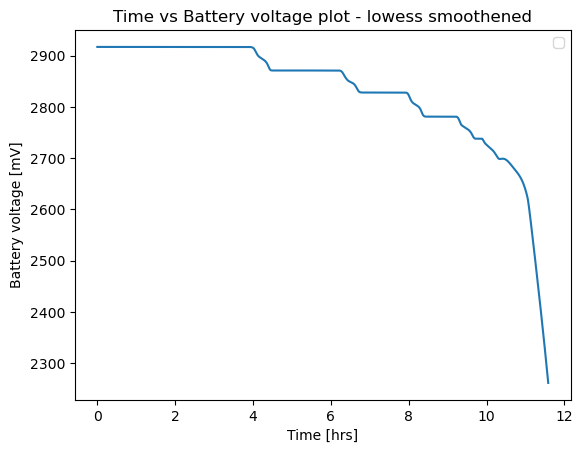 Time vs Battery voltage plot - lowess smoothened
2900
2800
2700
2600
2500
2400
2300
Battery voltage [mV]
0 2 4 6 8 10 12
Time [hrs]